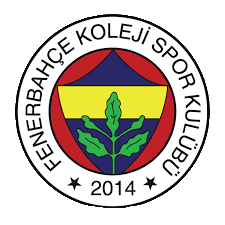 FENERBAHÇE KOLEJİ SPOR KULÜBÜ
★ 2014 ★